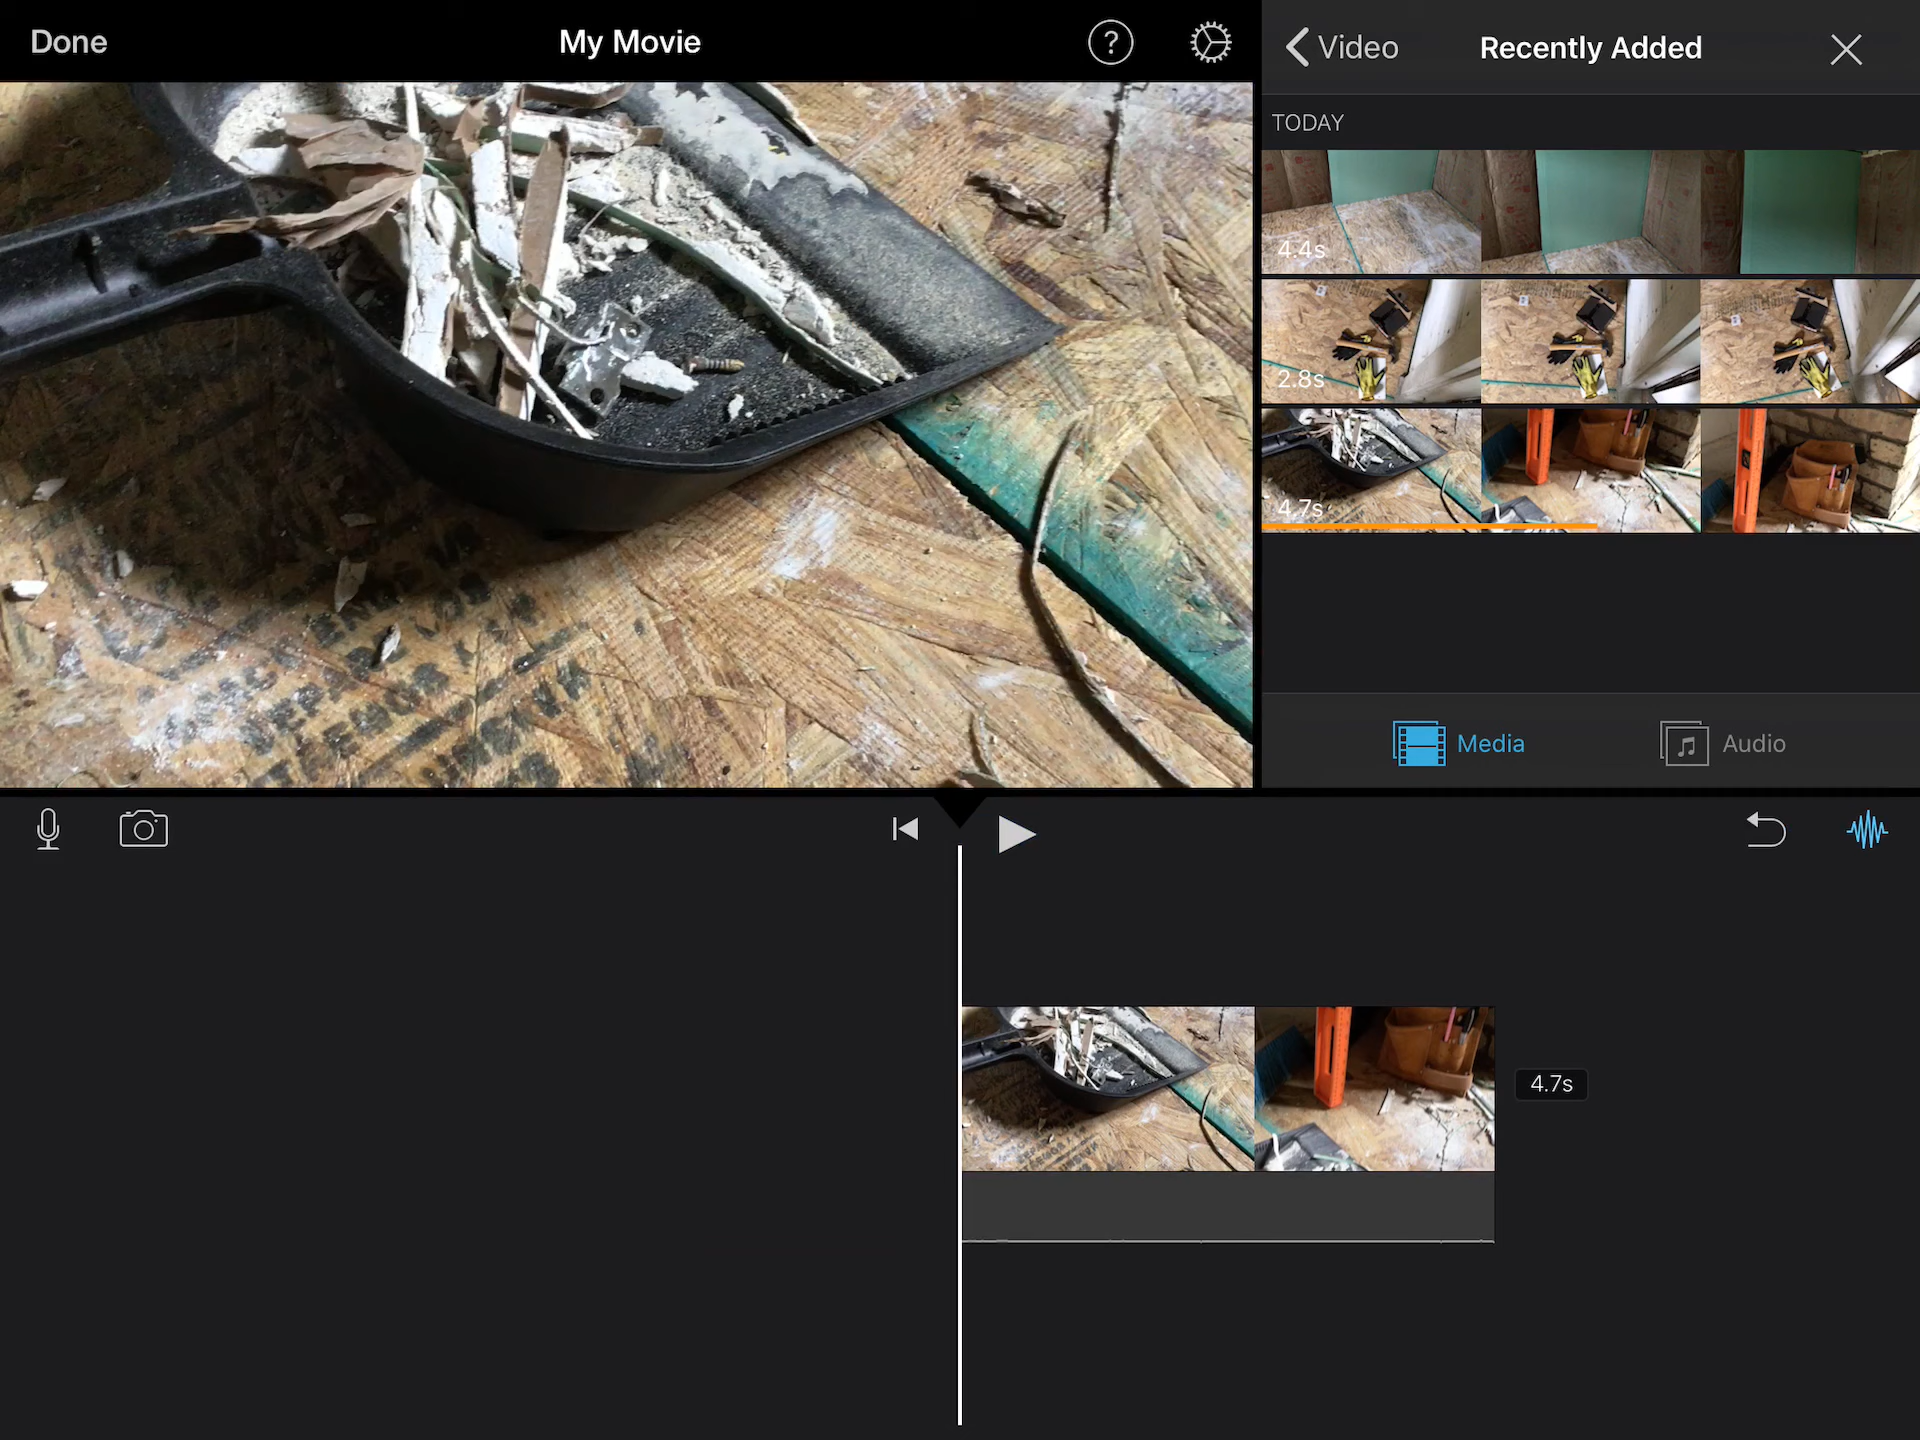 Done
My Movie
?
Video
Recently Added
TODAY
4.4s
2.8s
4.7s
Media
Audio
4.7s